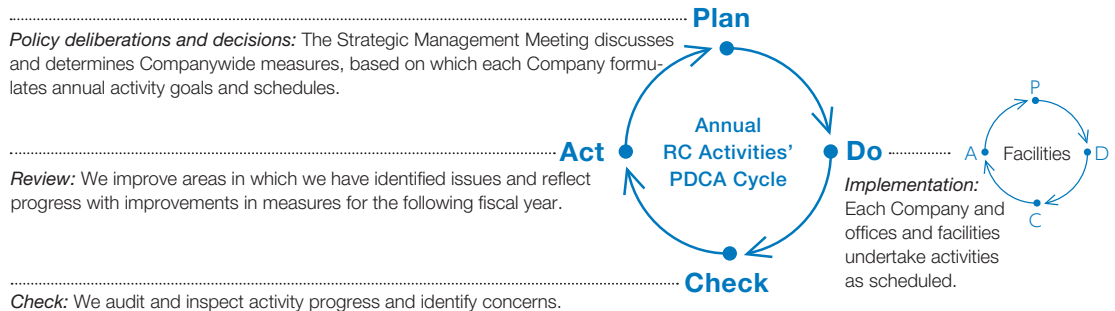 Plan
Policy deliberations and decisions: The Strategic Management Meeting discusses
and determines Companywide measures, based on which each Company formu-
lates annual activity goals and schedules.
Annual
RC Activities'
PDCA Cycle
Act
Review: We improve areas in which we have identified issues and reflect
progress with improvements in measures for the following fiscal year.
Do
Implementation:
Each Company and
offices and facilities
undertake activities
as scheduled.
P
A
Facilities
D
C
Check
Check: We audit and inspect activity progress and identify concerns.